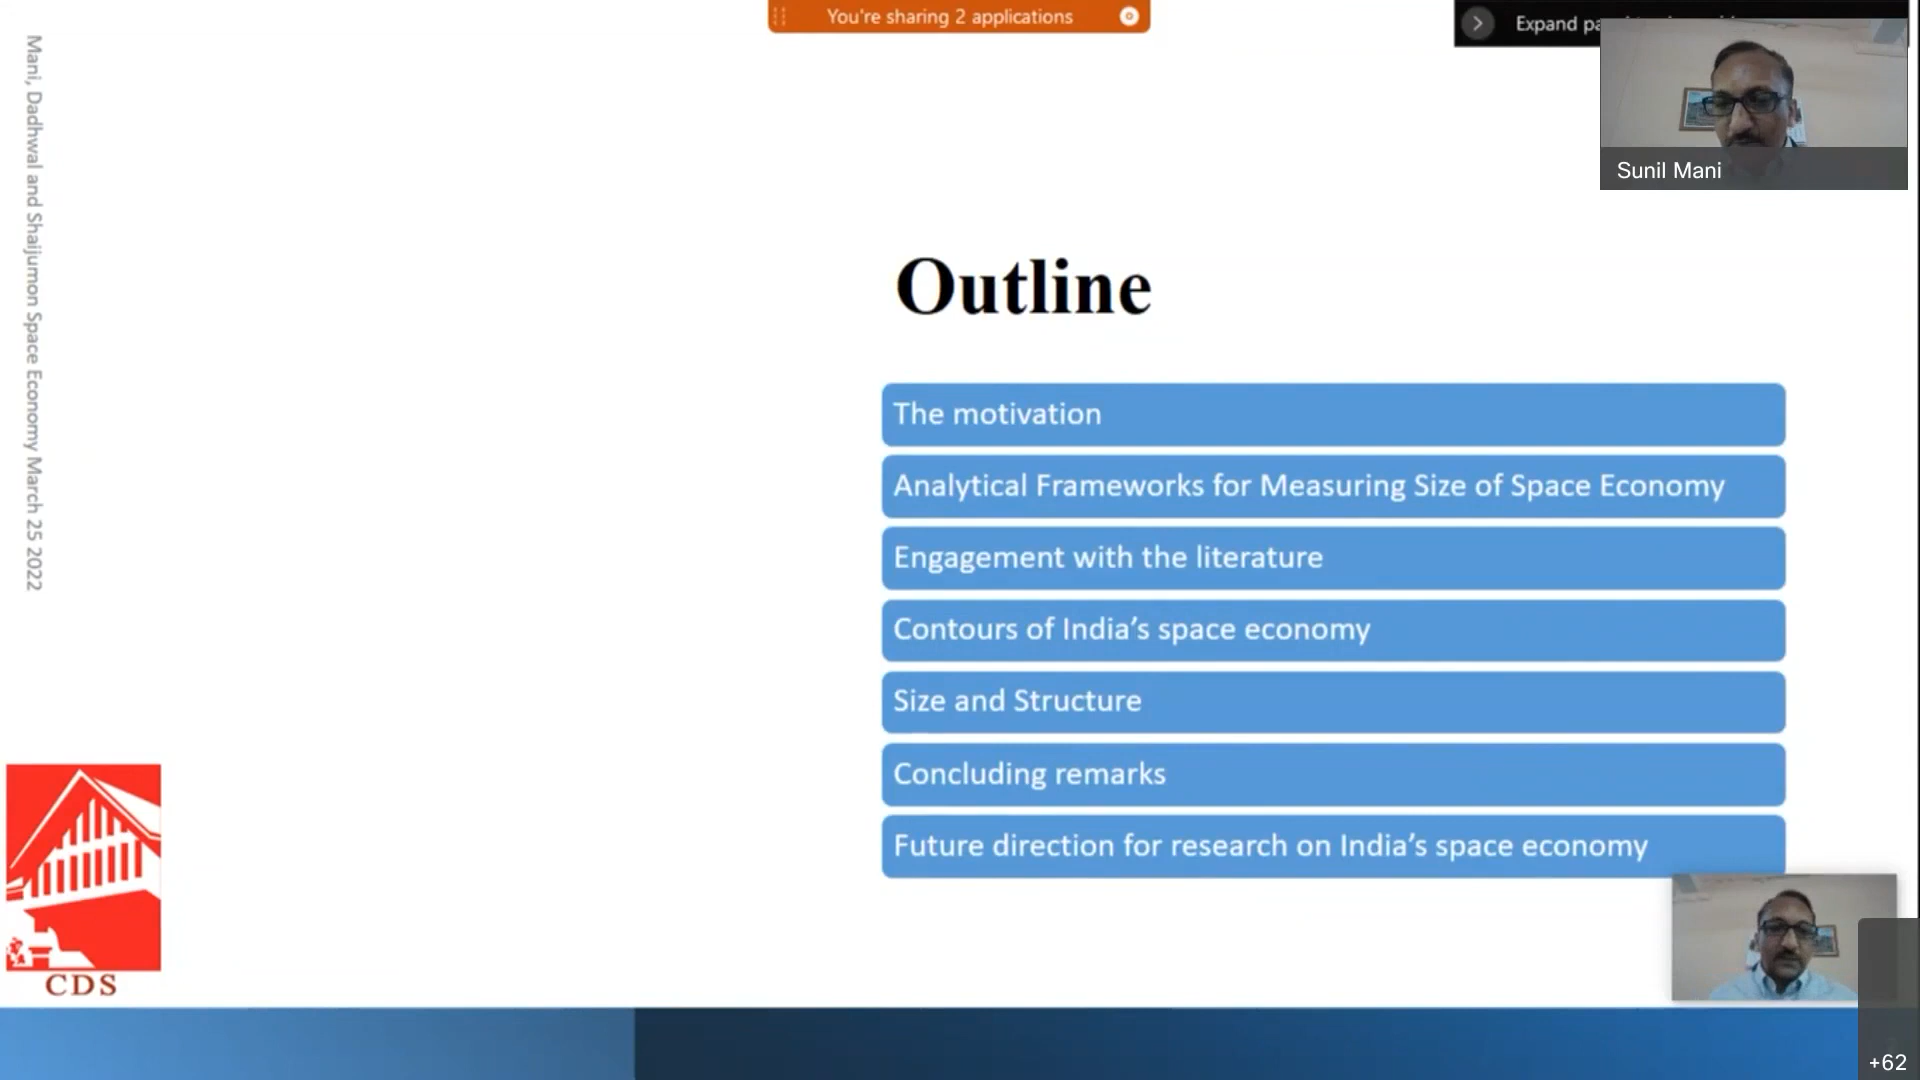 You're sharing 2 applications
Expand
Sunil Mani
Mani, Dadhwal and Shaijumon Space Economy March 25 2022
Outline
The motivation
Analytical Frameworks for Measuring Size of Space Economy
Engagement with the literature
Contours of India’s space economy
Size and Structure
Concluding remarks
Future direction for research on India’s space economy
CDS
+62